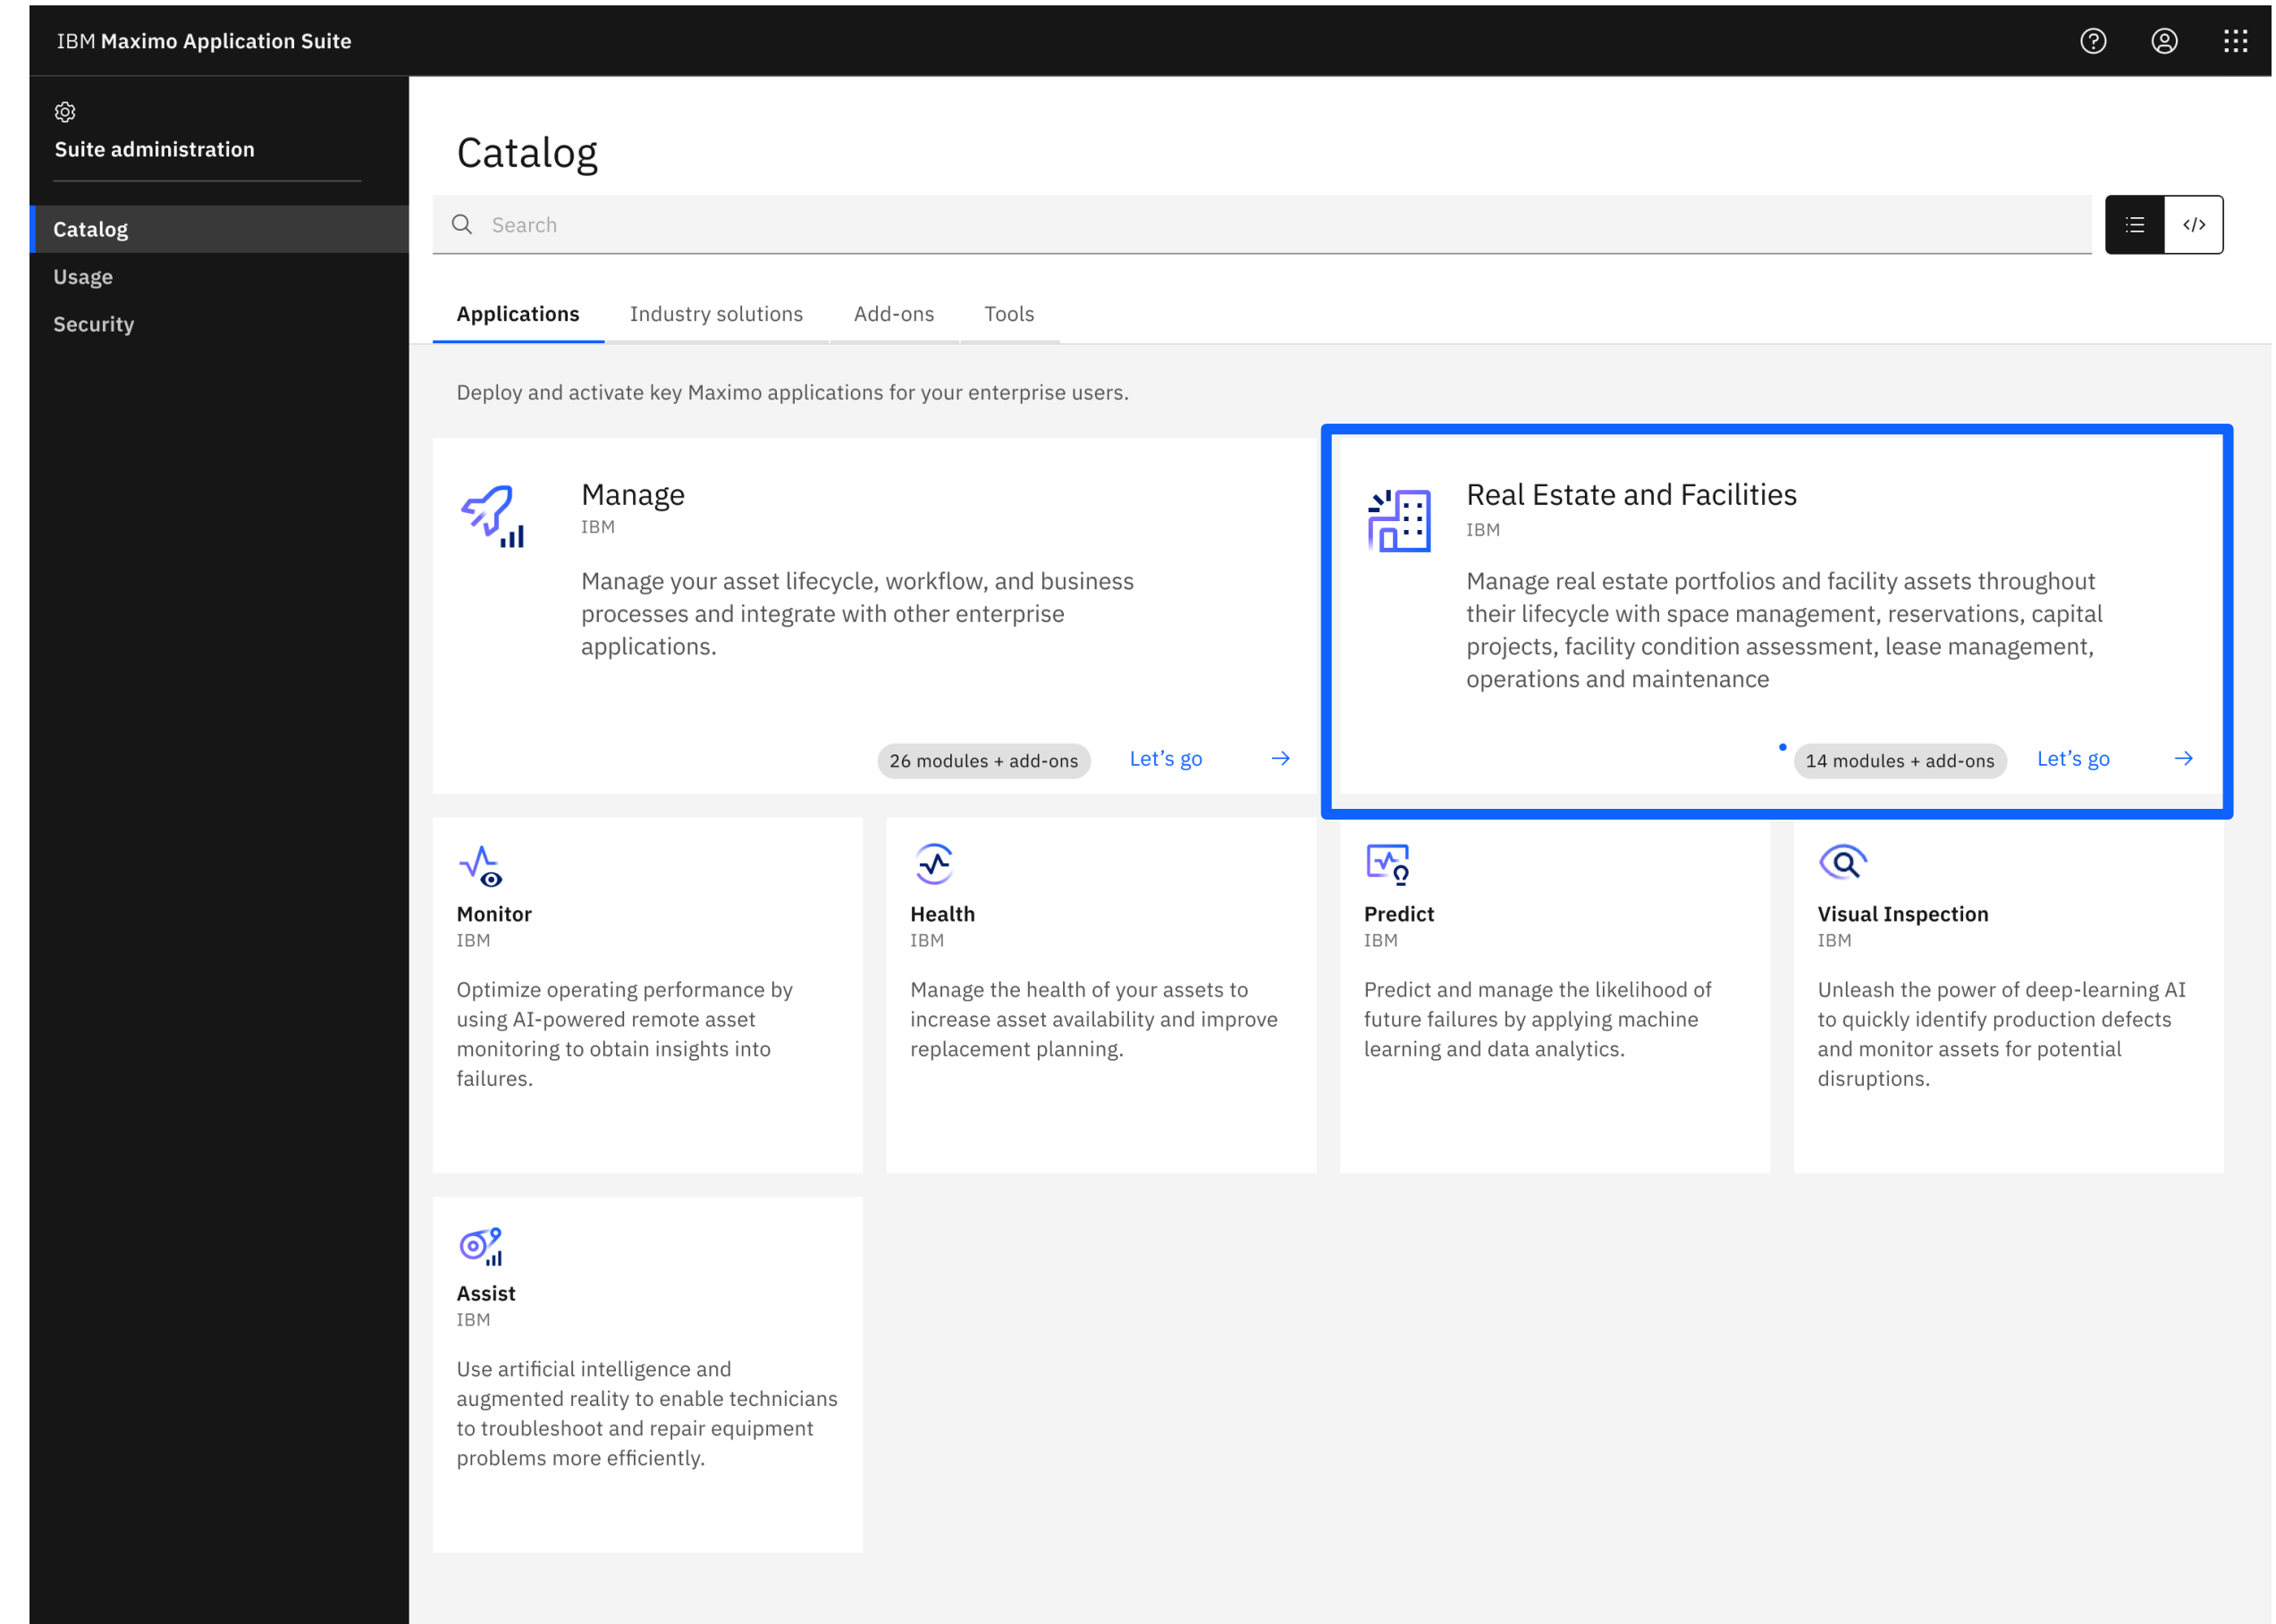 IBM Maximo Application Suite
Suite administration
Catalog
Usage
Security
Catalog
Search
Applications
Industry solutions
Add-ons
Tools
Deploy and activate key Maximo applications for your enterprise users.
Manage
IBM
Manage your asset lifecycle, workflow, and business
processes and integrate with other enterprise
applications.
26 modules + add-ons
Let’s go
Real Estate and Facilities
IBM
Manage real estate portfolios and facility assets throughout
their lifecycle with space management, reservations, capital
projects, facility condition assessment, lease management,
operations and maintenance
14 modules + add-ons
Let’s go
Monitor
IBM
Optimize operating performance by
using AI-powered remote asset
monitoring to obtain insights into
failures.
Health
IBM
Manage the health of your assets to
increase asset availability and improve
replacement planning.
Predict
IBM
Predict and manage the likelihood of
future failures by applying machine
learning and data analytics.
Visual Inspection
IBM
Unleash the power of deep-learning AI
to quickly identify production defects
and monitor assets for potential
disruptions.
Assist
IBM
Use artificial intelligence and
augmented reality to enable technicians
to troubleshoot and repair equipment
problems more efficiently.